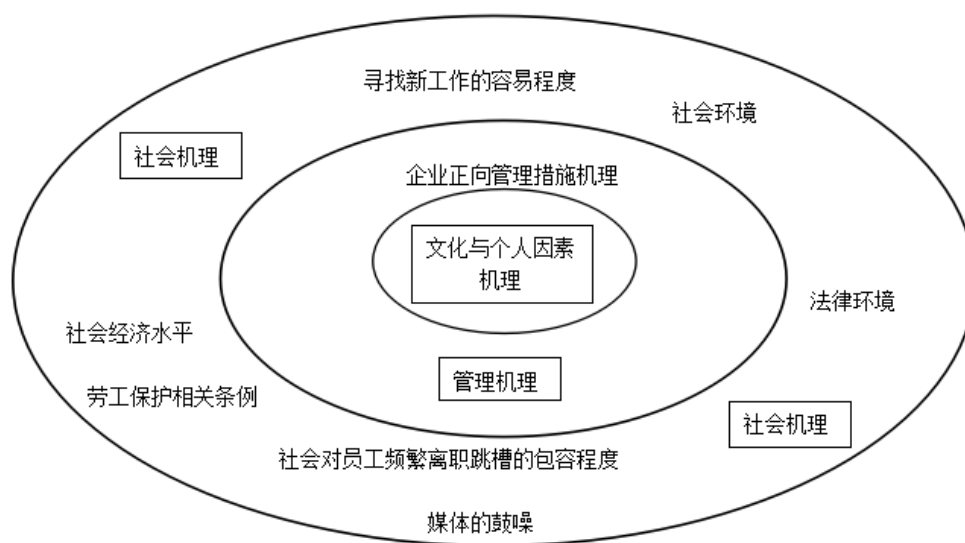 寻找新工作的容易程度
社会环境
社会机理
企业正向管理措施机理
文化与个人因素
机理
法律环境
社会经济水平
管理机理
劳工保护相关条例
社会机理
社会对员工频繁离职跳槽的包容程度
媒体的鼓噪